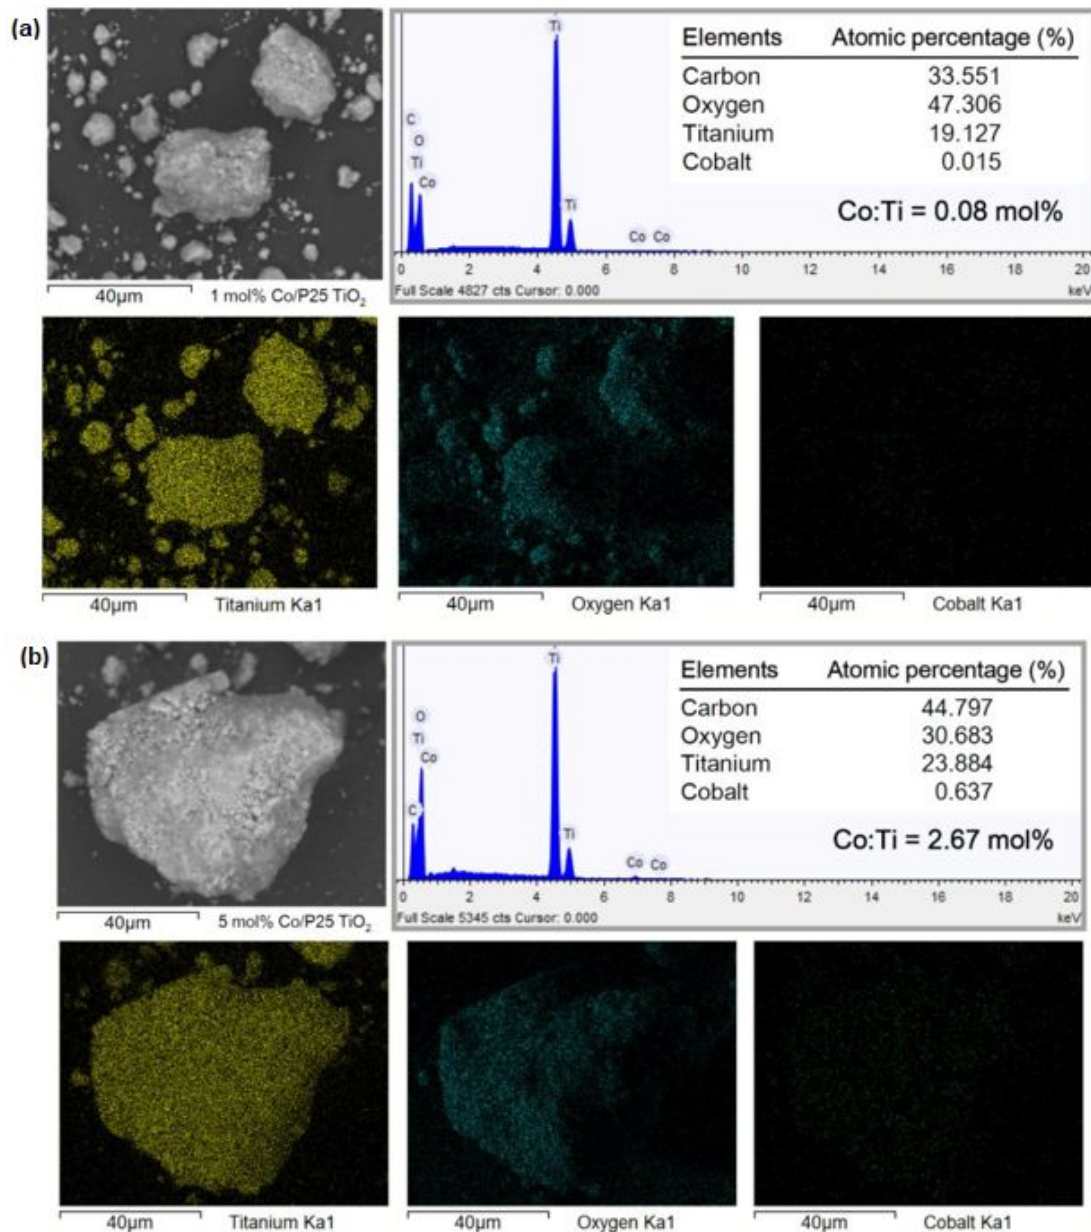 (a)
Ti
C
O
Ti
Co
Ti
Co Co
Elements Atomic percentage (%)
Carbon 33.551
Oxygen 47.306
Titanium 19.127
Cobalt 0.015
Co:Ti = 0.08 mol%
0 2 4 6 8 10 12 14 16 18 20
Full Scale 4827 cts Cursor: 0.000 keV
40μm 1 mol% Co/P25 TiO₂
40μm Titanium Ka1
40μm Oxygen Ka1
40μm Cobalt Ka1
(b)
Ti
O
Ti
Co
C
Ti
Co Co
Elements Atomic percentage (%)
Carbon 44.797
Oxygen 30.683
Titanium 23.884
Cobalt 0.637
Co:Ti = 2.67 mol%
0 2 4 6 8 10 12 14 16 18 20
Full Scale 5345 cts Cursor: 0.000 keV
40μm 5 mol% Co/P25 TiO₂
40μm Titanium Ka1
40μm Oxygen Ka1
40μm Cobalt Ka1